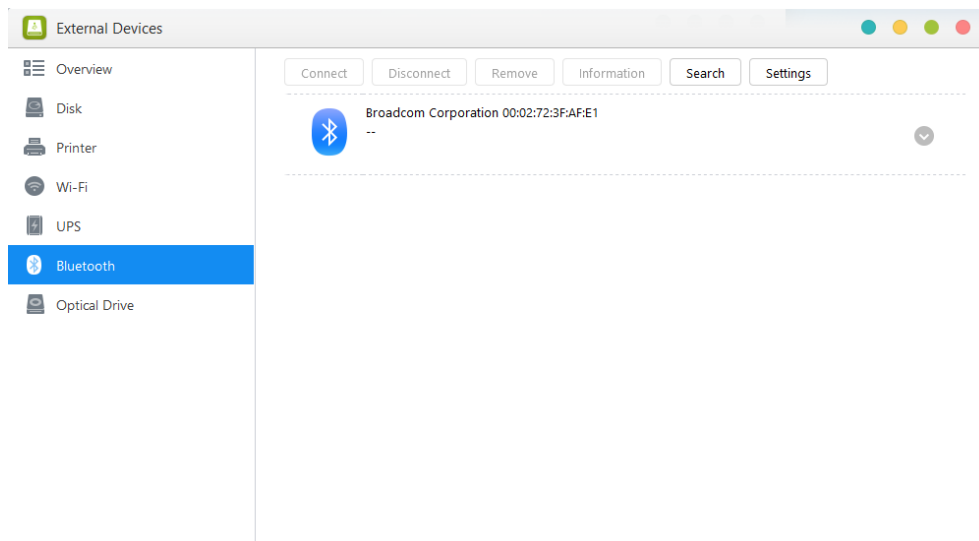 External Devices
Overview
Disk
Printer
Wi-Fi
UPS
Bluetooth
Optical Drive
Connect Disconnect Remove Information Search Settings
Broadcom Corporation 00:02:72:3F:AF:E1
--